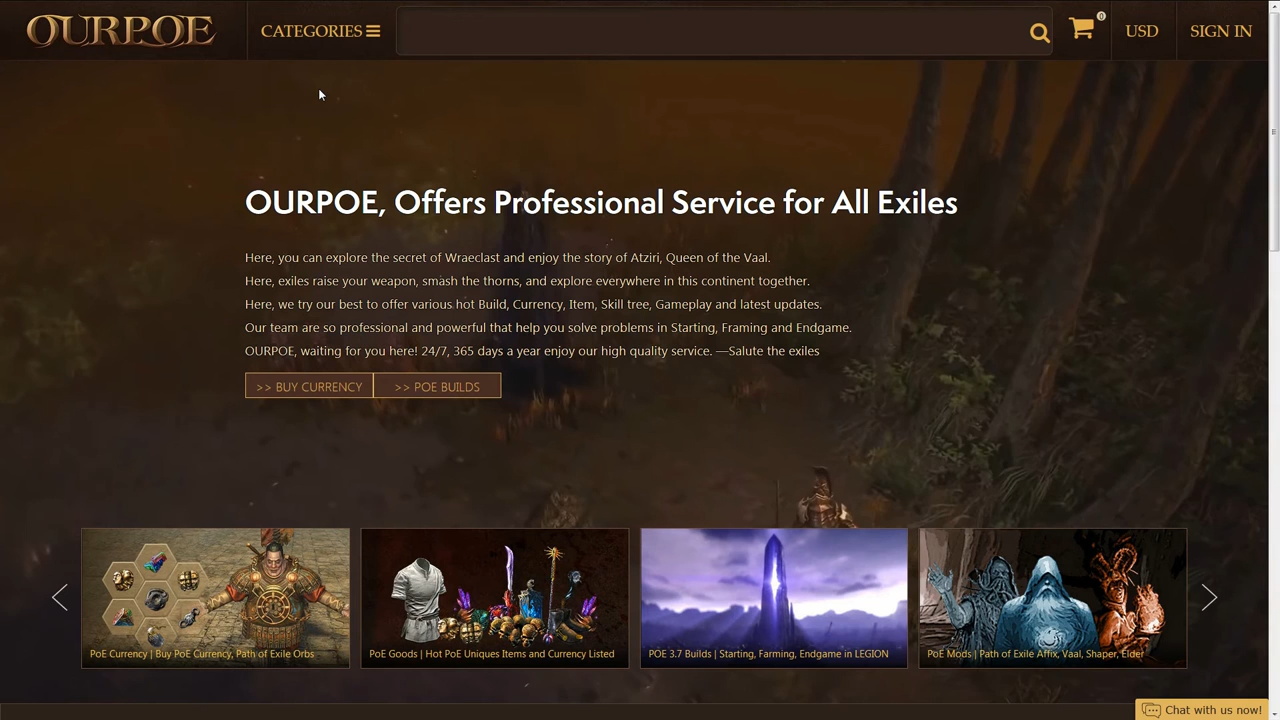 OURPOE
CATEGORIES
0
USD
SIGN IN
OURPOE, Offers Professional Service for All Exiles
Here, you can explore the secret of Wraeclast and enjoy the story of Atziri, Queen of the Vaal.
Here, exiles raise your weapon, smash the thorns, and explore everywhere in this continent together.
Here, we try our best to offer various hot Build, Currency, Item, Skill tree, Gameplay and latest updates.
Our team are so professional and powerful that help you solve problems in Starting, Framing and Endgame.
OURPOE, waiting for you here! 24/7, 365 days a year enjoy our high quality service. —Salute the exiles
>> BUY CURRENCY
>> POE BUILDS
PoE Currency | Buy PoE Currency, Path of Exile Orbs
PoE Goods | Hot PoE Uniques Items and Currency Listed
POE 3.7 Builds | Starting, Farming, Endgame in LEGION
PoE Mods | Path of Exile Affix, Vaal, Shaper, Elder
Chat with us now!